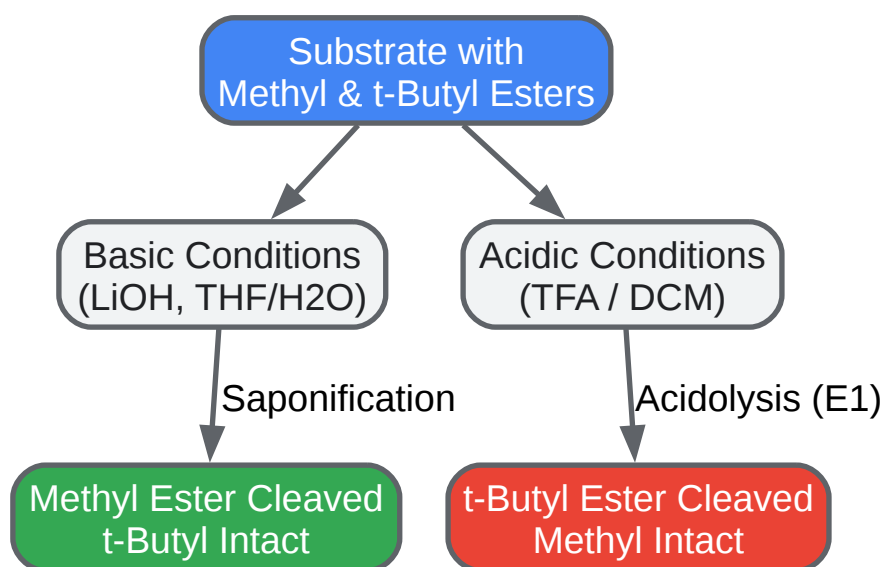 Substrate with
Methyl & t-Butyl Esters
Basic Conditions
(LiOH, THF/H2O)
Acidic Conditions
(TFA / DCM)
Saponification
Acidolysis (E1)
Methyl Ester Cleaved
t-Butyl Intact
t-Butyl Ester Cleaved
Methyl Intact